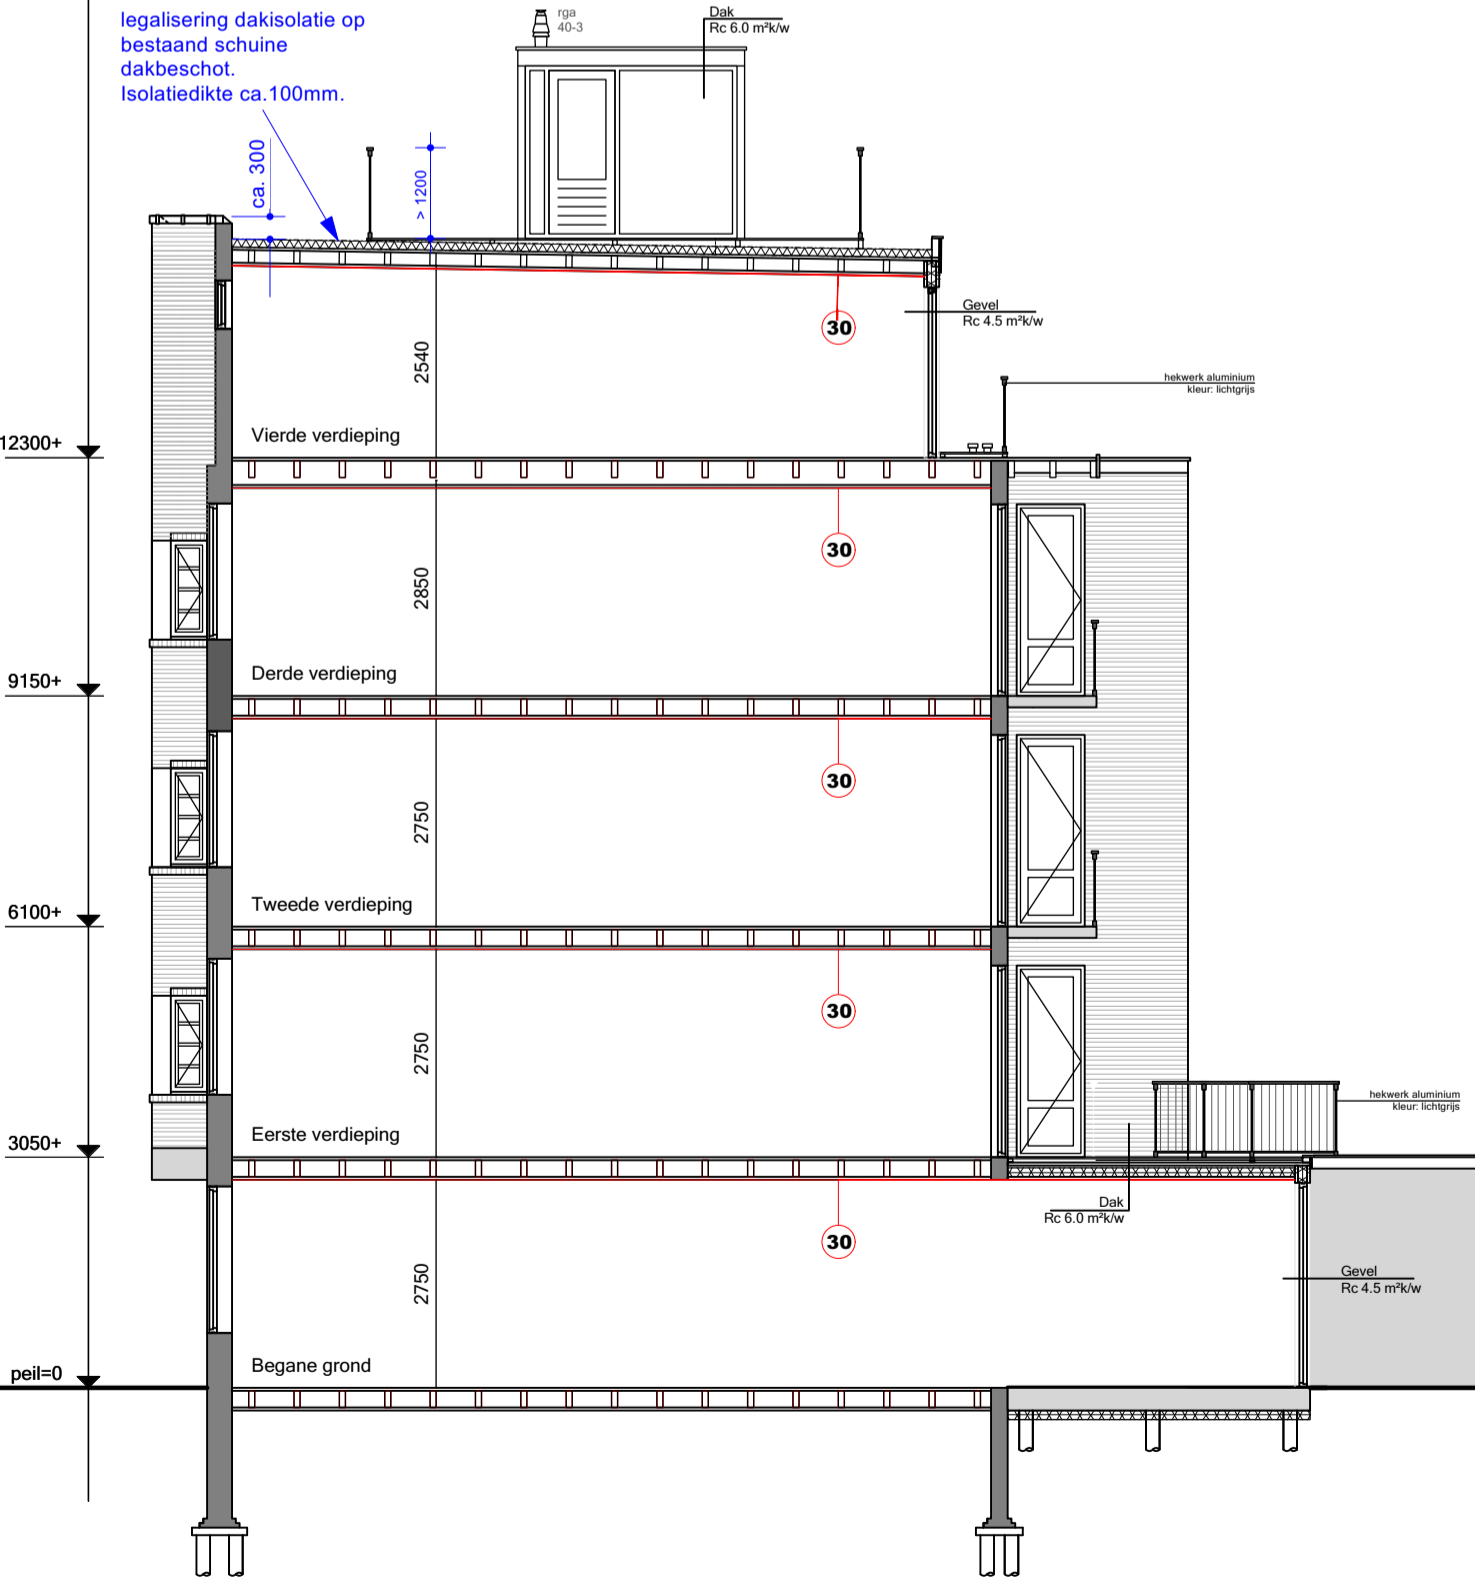 legalisering dakisolatie op
bestaand schuine
dakbeschot.
Isolatiedikte ca.100mm.
rga
40-3
Dak
Rc 6.0 m²k/w
ca. 300
> 1200
Gevel
Rc 4.5 m²k/w
30
2540
hekwerk aluminium
kleur: lichtgrijs
Vierde verdieping
12300+
30
2850
Derde verdieping
9150+
30
2750
Tweede verdieping
6100+
30
2750
hekwerk aluminium
kleur: lichtgrijs
Eerste verdieping
3050+
Dak
Rc 6.0 m²k/w
30
2750
Gevel
Rc 4.5 m²k/w
Begane grond
peil=0